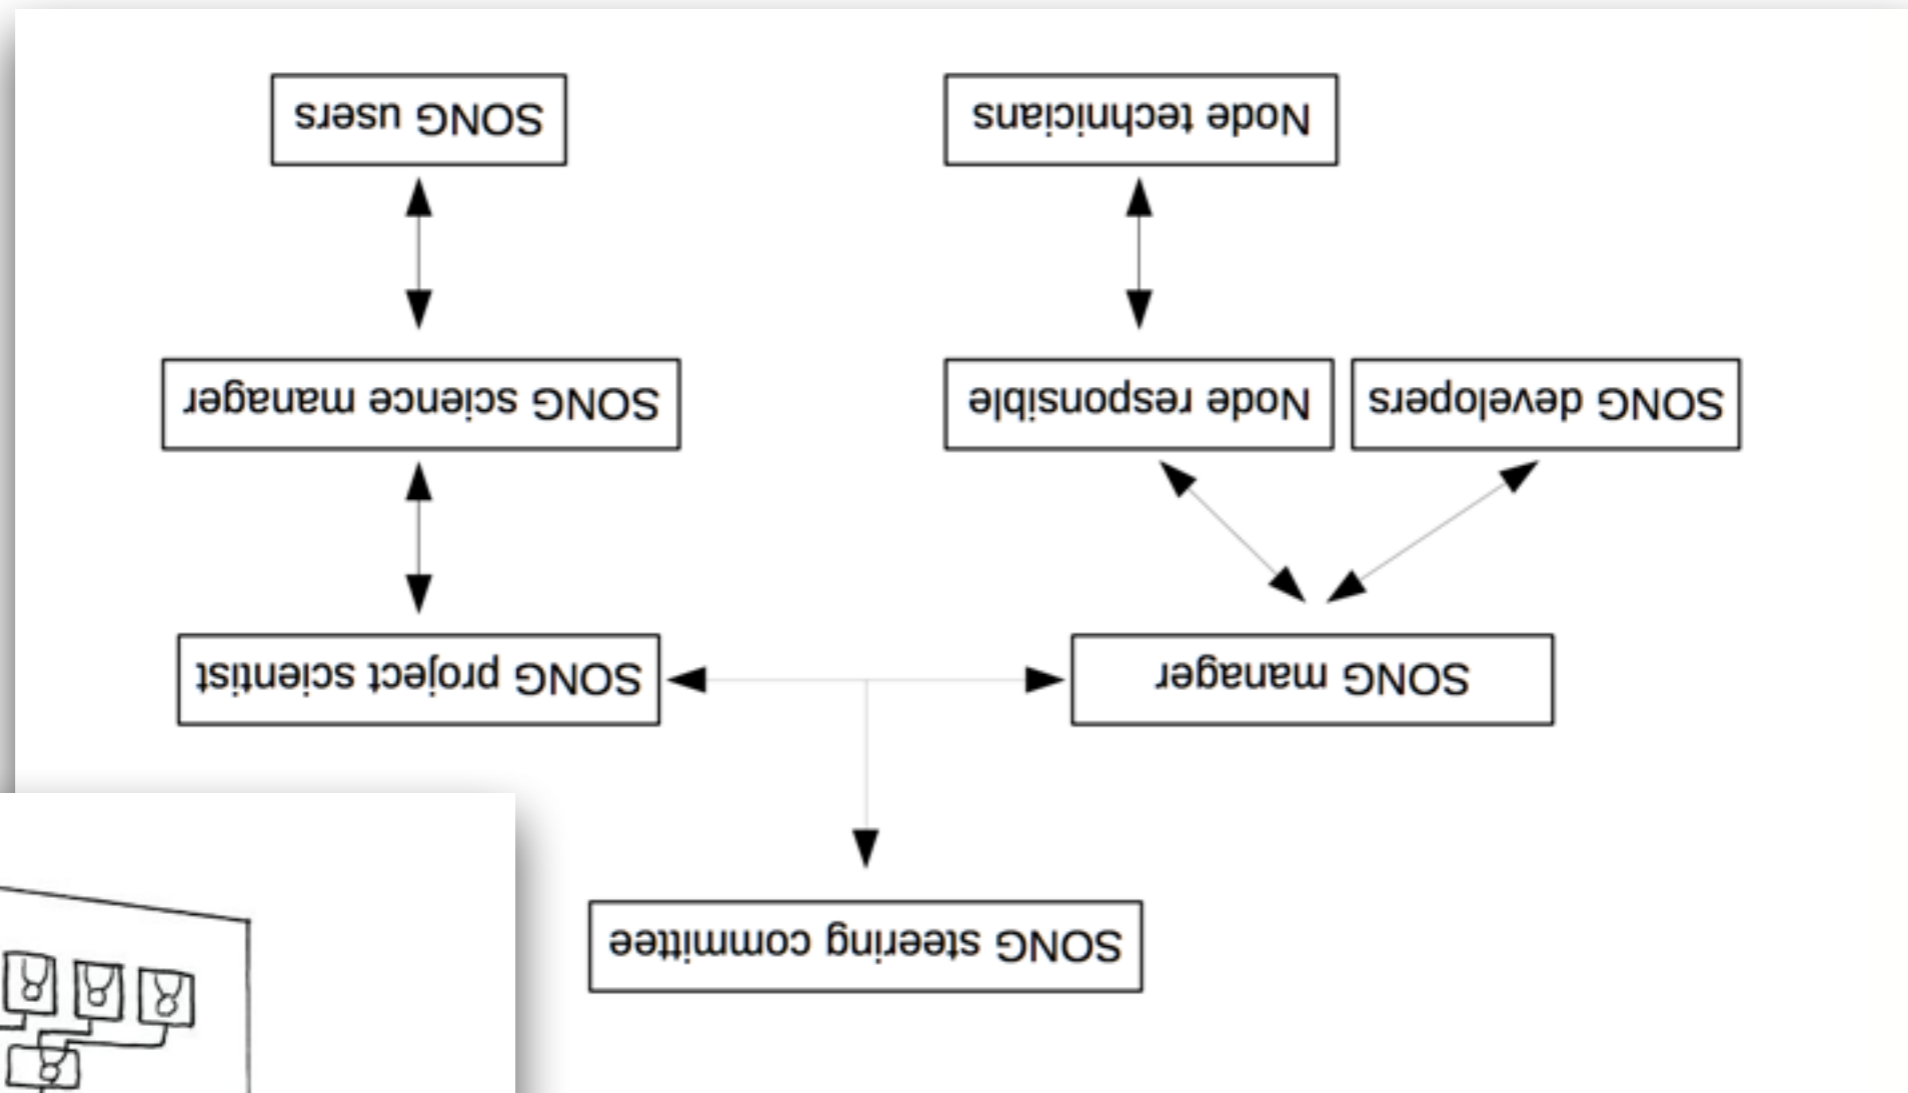 SONG steering committee
SONG manager
SONG project scientist
SONG developers
Node responsible
SONG science manager
Node technicians
SONG users